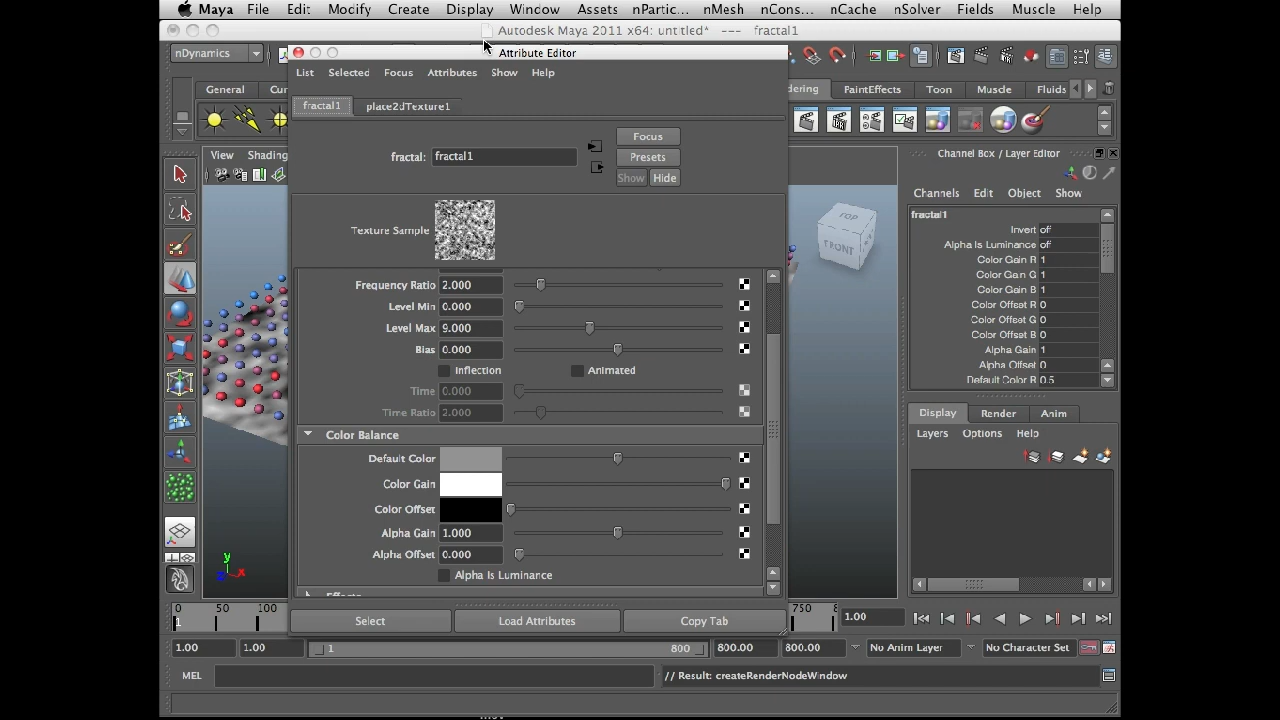 Maya File Edit Modify Create Display Window Assets nPartic... nMesh nCons... nCache nSolver Fields Muscle Help
Autodesk Maya 2011 x64: untitled* --- fractal1
nDynamics
Attribute Editor
List Selected Focus Attributes Show Help
General Cur
dering PaintEffects Toon Muscle Fluids
fractal1 place2dTexture1
fractal: fractal1
Focus
Presets
Show Hide
View Shading
TOP
FRONT
Texture Sample
Frequency Ratio 2.000
Level Min 0.000
Level Max 9.000
Bias 0.000
Inflection Animated
Time 0.000
Time Ratio 2.000
Color Balance
Default Color
Color Gain
Color Offset
Alpha Gain 1.000
Alpha Offset 0.000
Alpha Is Luminance
Effects
Select Load Attributes Copy Tab
Channel Box / Layer Editor
Channels Edit Object Show
fractal1
Invert off
Alpha Is Luminance off
Color Gain R 1
Color Gain G 1
Color Gain B 1
Color Offset R 0
Color Offset G 0
Color Offset B 0
Alpha Gain 1
Alpha Offset 0
Default Color R 0.5
Display Render Anim
Layers Options Help
y
z x
0 50 100 750 8
1
1.00
1.00 1.00 1 800 800.00 800.00 No Anim Layer No Character Set
MEL // Result: createRenderNodeWindow